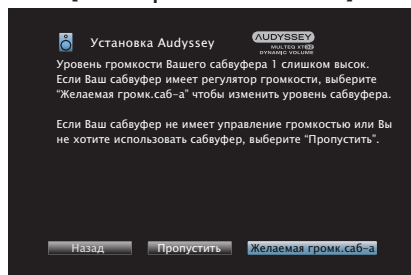 Установка Audyssey
AUDYSSEY
MULTEQ XT32
DYNAMIC VOLUME
Уровень громкости Вашего сабвуфера 1 слишком высок.
Если Ваш сабвуфер имеет регулятор громкости, выберите
“Желаемая громк.саб-а” чтобы изменить уровень сабвуфера.
Если Ваш сабвуфер не имеет управление громкостью или Вы
не хотите использовать сабвуфер, выберите “Пропустить”.
Назад
Пропустить
Желаемая громк.саб-а